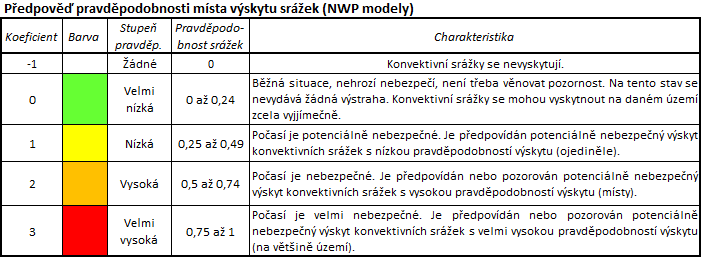 Předpověď pravděpodobnosti místa výskytu srážek (NWP modely)
Koeficient Barva Stupeň pravděp. Pravděpodo-bnost srážek Charakteristika
-1 Žádné 0 Konvektivní srážky se nevyskytují.
0 Velmi nízká 0 až 0,24 Běžná situace, nehrozí nebezpečí, není třeba věnovat pozornost. Na tento stav se
nevydává žádná výstraha. Konvektivní srážky se mohou vyskytnout na daném území
zcela vyjjímečně.
1 Nízká 0,25 až 0,49 Počasí je potenciálně nebezpečné. Je předpovídán potenciálně nebezpečný výskyt
konvektivních srážek s nízkou pravděpodobností výskytu (ojediněle).
2 Vysoká 0,5 až 0,74 Počasí je nebezpečné. Je předpovídán nebo pozorován potenciálně nebezpečný
výskyt konvektivních srážek s vysokou pravděpodobností výskytu (místy).
3 Velmi vysoká 0,75 až 1 Počasí je velmi nebezpečné. Je předpovídán nebo pozorován potenciálně
nebezpečný výskyt konvektivních srážek s velmi vysokou pravděpodobností výskytu
(na většině území).